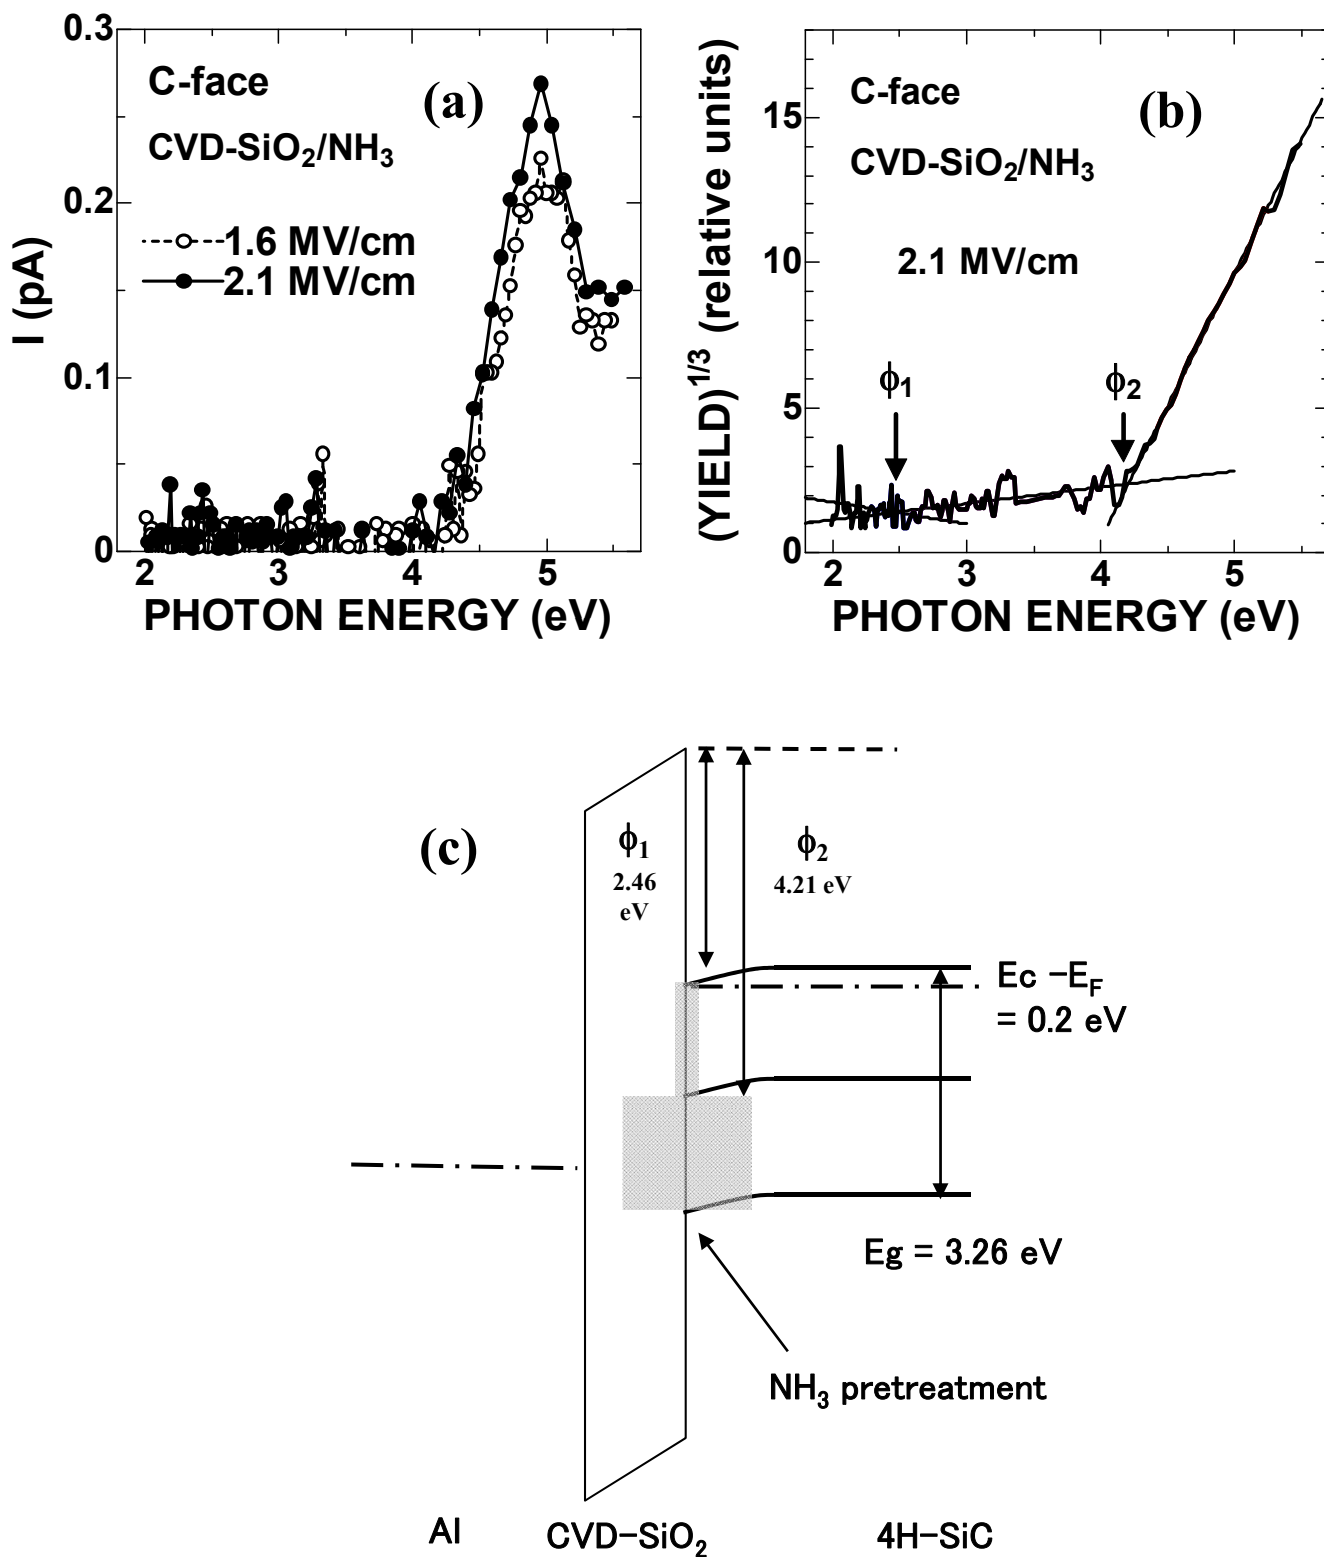 0.3
0.2
0.1
0
I (pA)
C-face
(a)
CVD-SiO₂/NH₃
1.6 MV/cm
2.1 MV/cm
2 3 4 5
PHOTON ENERGY (eV)
15
10
5
0
(YIELD)¹/³ (relative units)
C-face
(b)
CVD-SiO₂/NH₃
2.1 MV/cm
ϕ₁
ϕ₂
2 3 4 5
PHOTON ENERGY (eV)
(c)
ϕ₁
2.46
eV
ϕ₂
4.21 eV
Ec −E_F
= 0.2 eV
Eg = 3.26 eV
NH₃ pretreatment
Al
CVD−SiO₂
4H−SiC